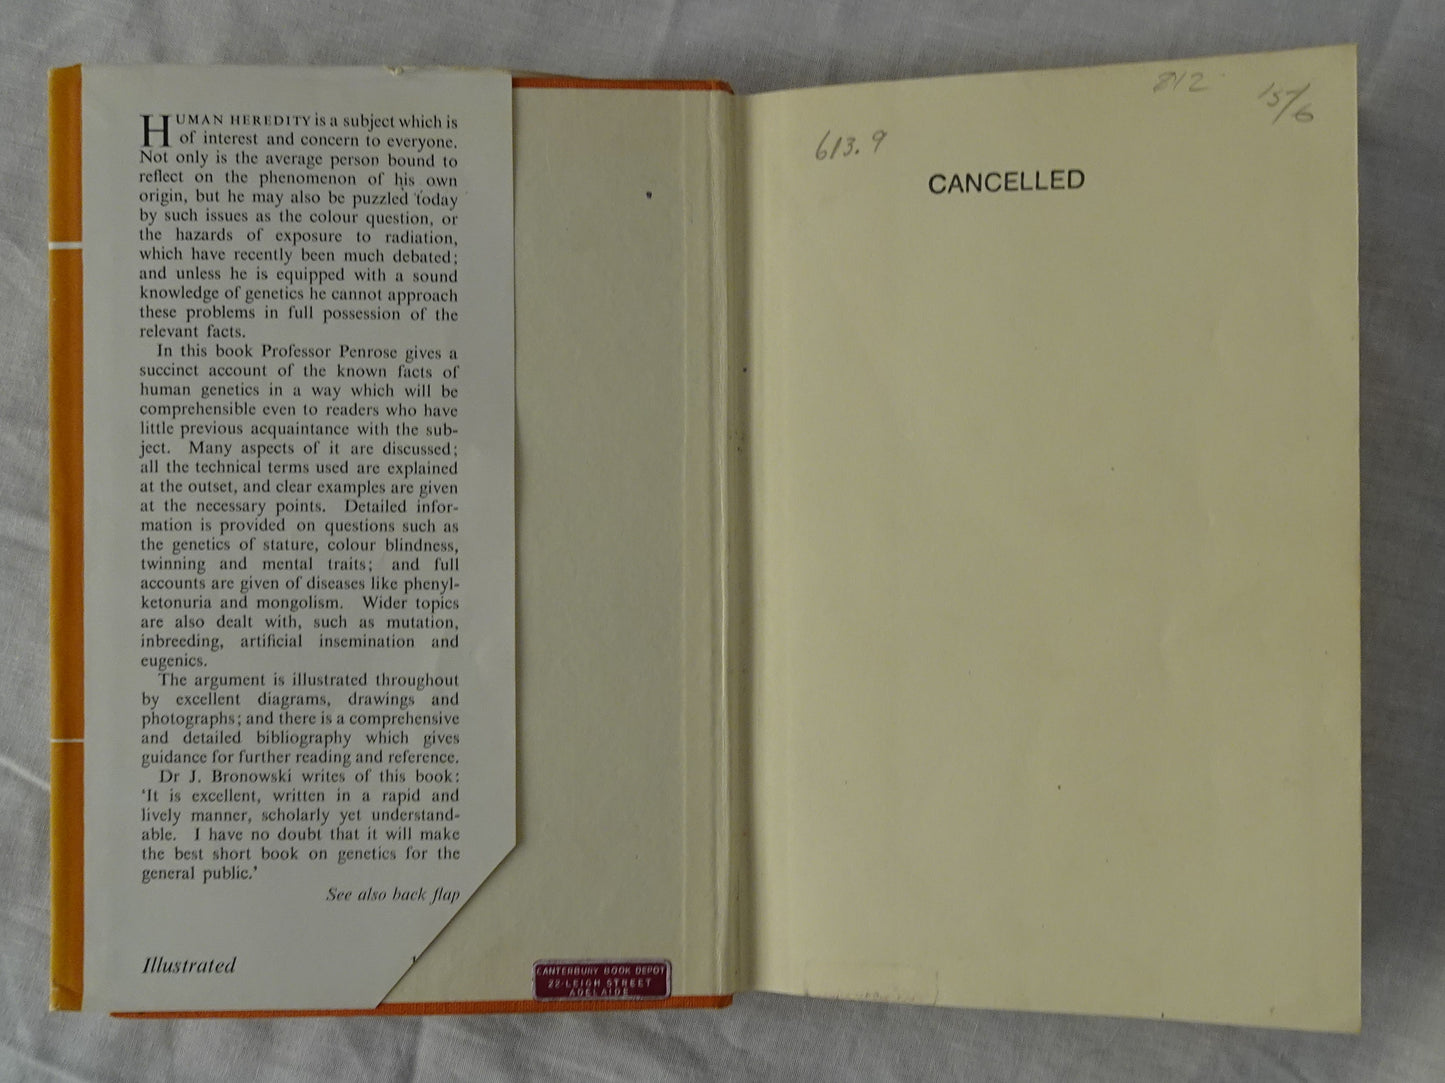 HUMAN HEREDITY is a subject which is
of interest and concern to everyone.
Not only is the average person bound to
reflect on the phenomenon of his own
origin, but he may also be puzzled today
by such issues as the colour question, or
the hazards of exposure to radiation,
which have recently been much debated;
and unless he is equipped with a sound
knowledge of genetics he cannot approach
these problems in full possession of the
relevant facts.
In this book Professor Penrose gives a
succinct account of the known facts of
human genetics in a way which will be
comprehensible even to readers who have
little previous acquaintance with the sub-
ject. Many aspects of it are discussed;
all the technical terms used are explained
at the outset, and clear examples are given
at the necessary points. Detailed infor-
mation is provided on questions such as
the genetics of stature, colour blindness,
twinning and mental traits; and full
accounts are given of diseases like phenyl-
ketonuria and mongolism. Wider topics
are also dealt with, such as mutation,
inbreeding, artificial insemination and
eugenics.
The argument is illustrated throughout
by excellent diagrams, drawings and
photographs; and there is a comprehensive
and detailed bibliography which gives
guidance for further reading and reference.
Dr J. Bronowski writes of this book:
‘It is excellent, written in a rapid and
lively manner, scholarly yet understand-
able. I have no doubt that it will make
the best short book on genetics for the
general public.’
See also back flap
Illustrated
CANTERBURY BOOK DEPOT
22 LEIGH STREET
ADELAIDE
812
15/6
613.9
CANCELLED